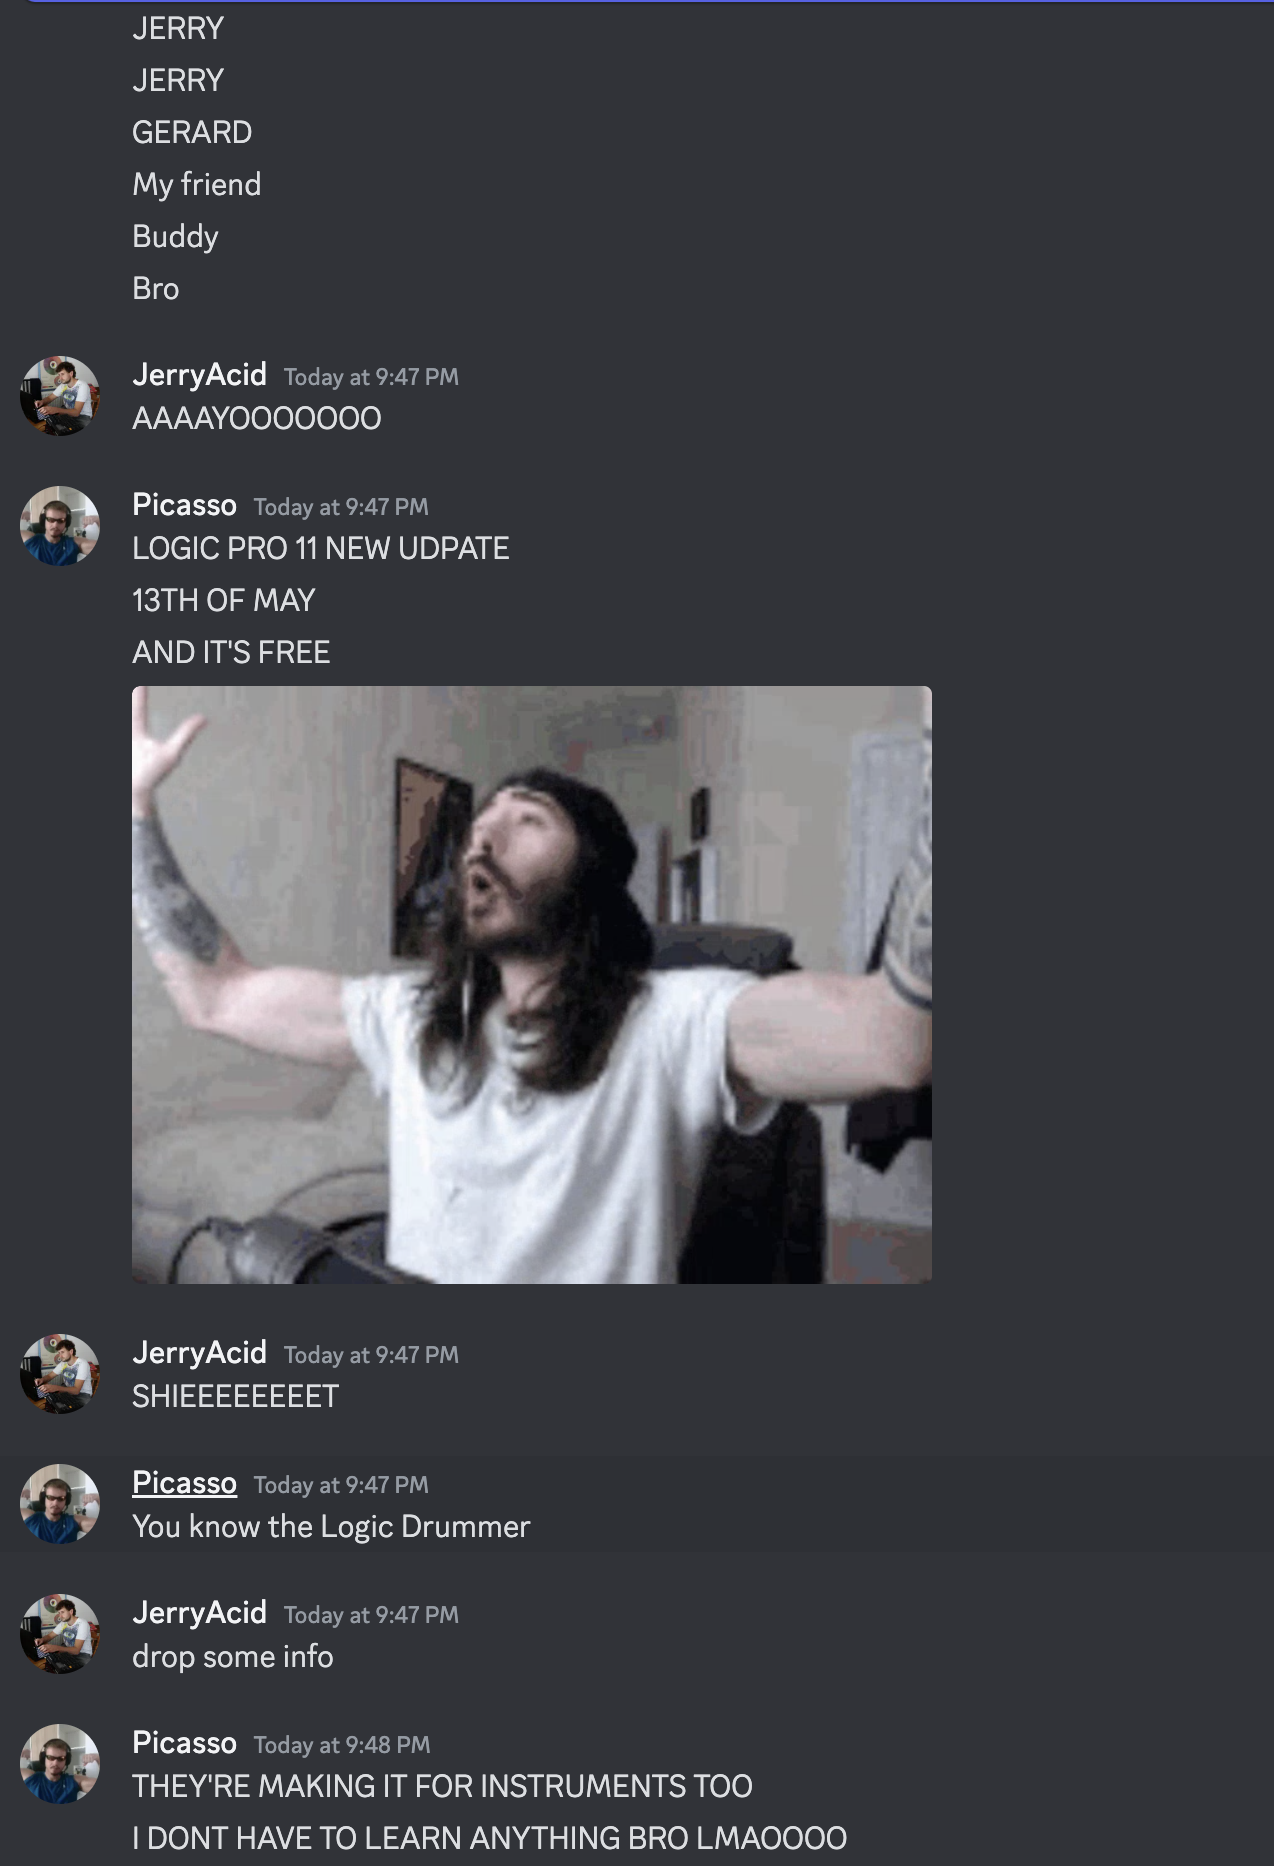 JERRY
JERRY
GERARD
My friend
Buddy
Bro
JerryAcid Today at 9:47 PM
AAAAYOOOOOOO
Picasso Today at 9:47 PM
LOGIC PRO 11 NEW UDPATE
13TH OF MAY
AND IT'S FREE
JerryAcid Today at 9:47 PM
SHIEEEEEEEET
Picasso Today at 9:47 PM
You know the Logic Drummer
JerryAcid Today at 9:47 PM
drop some info
Picasso Today at 9:48 PM
THEY'RE MAKING IT FOR INSTRUMENTS TOO
I DONT HAVE TO LEARN ANYTHING BRO LMAOOOO